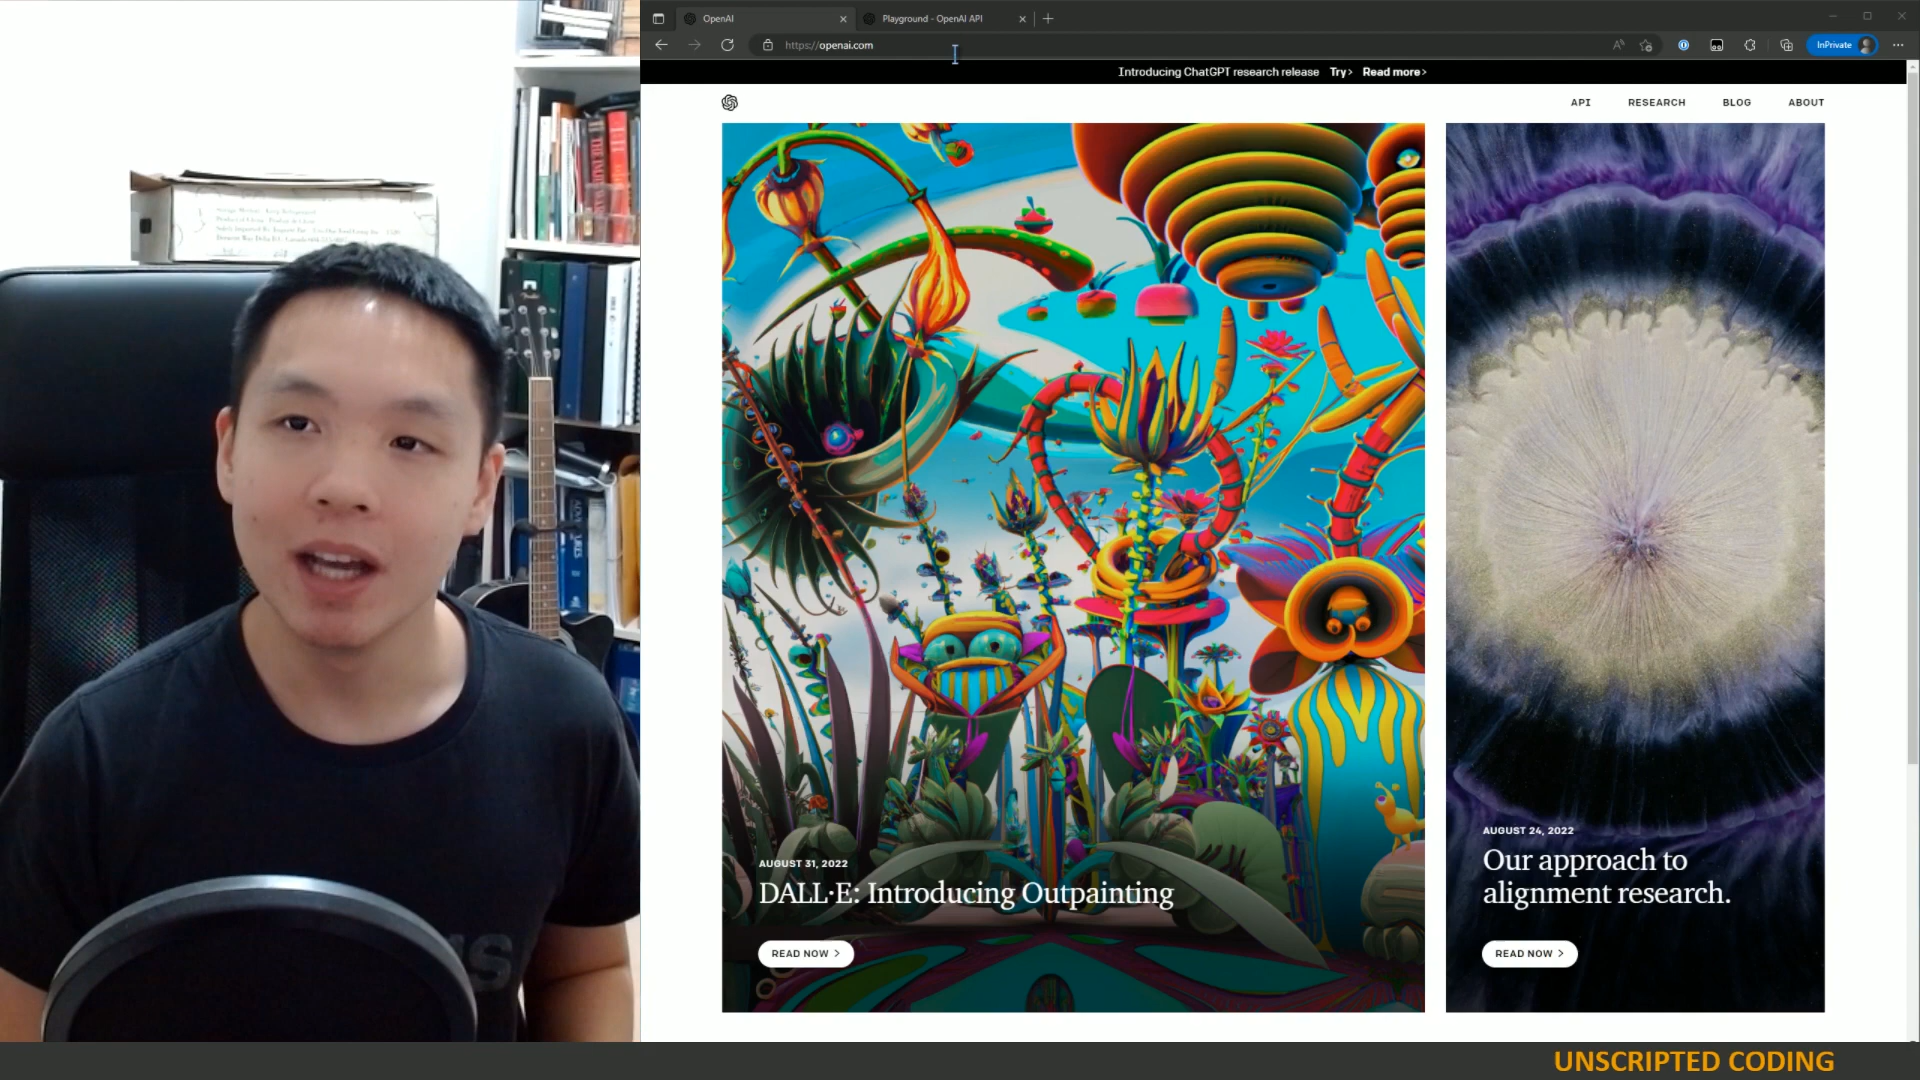 OpenAI
Playground - OpenAI API
https://openai.com
InPrivate
Introducing ChatGPT research release Try› Read more›
API RESEARCH BLOG ABOUT
AUGUST 31, 2022
DALL·E: Introducing Outpainting
READ NOW >
AUGUST 24, 2022
Our approach to
alignment research.
READ NOW >
UNSCRIPTED CODING